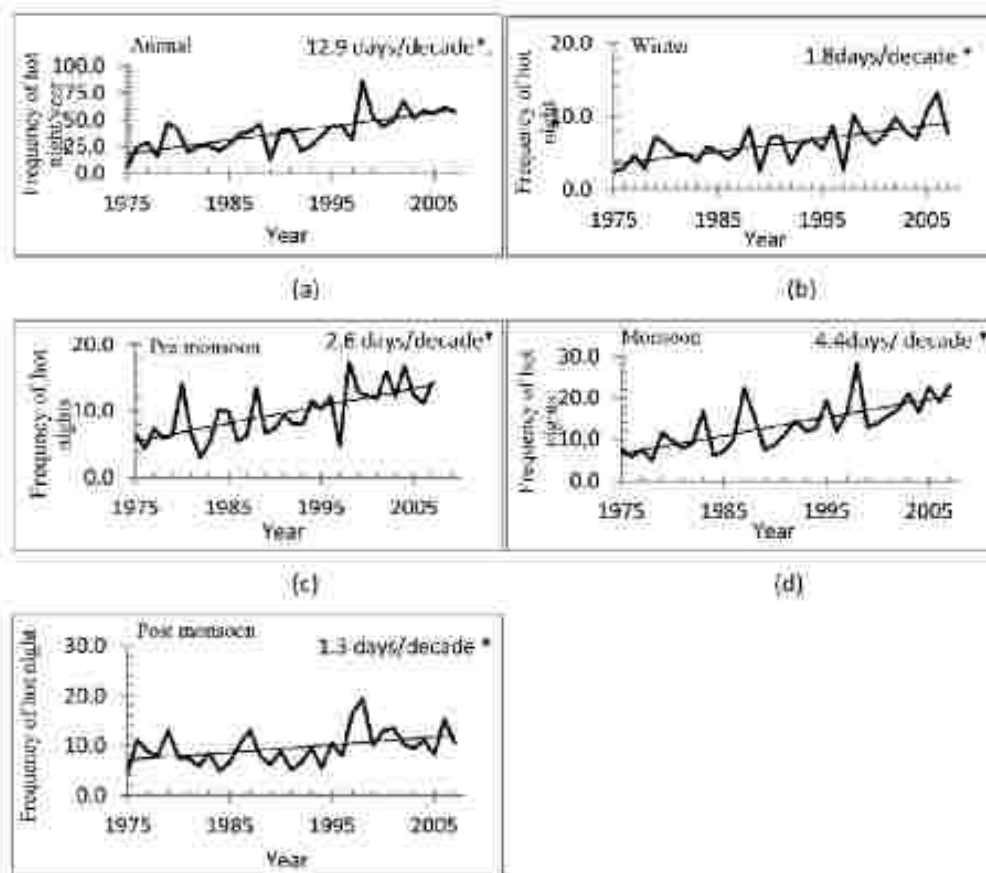 Annual
12.9 days/decade *.
100.0
75.0
50.0
25.0
0.0
Frequency of hot
night/year
1975 1985 1995 2005
Year
(a)
Winter
1.8days/decade *
20.0
10.0
0.0
Frequency of hot
night
1975 1985 1995 2005
Year
(b)
Pre monsoon
2.6 days/decade*
20.0
10.0
0.0
Frequncy of hot
nights
1975 1985 1995 2005
Year
(c)
Monsoon
4.4days/ decade *
30.0
20.0
10.0
0.0
Frequency of hot
nights
1975 1985 1995 2005
Year
(d)
Post monsoon
1.3 days/decade *
30.0
20.0
10.0
0.0
Frequency of hot night
1975 1985 1995 2005
Year